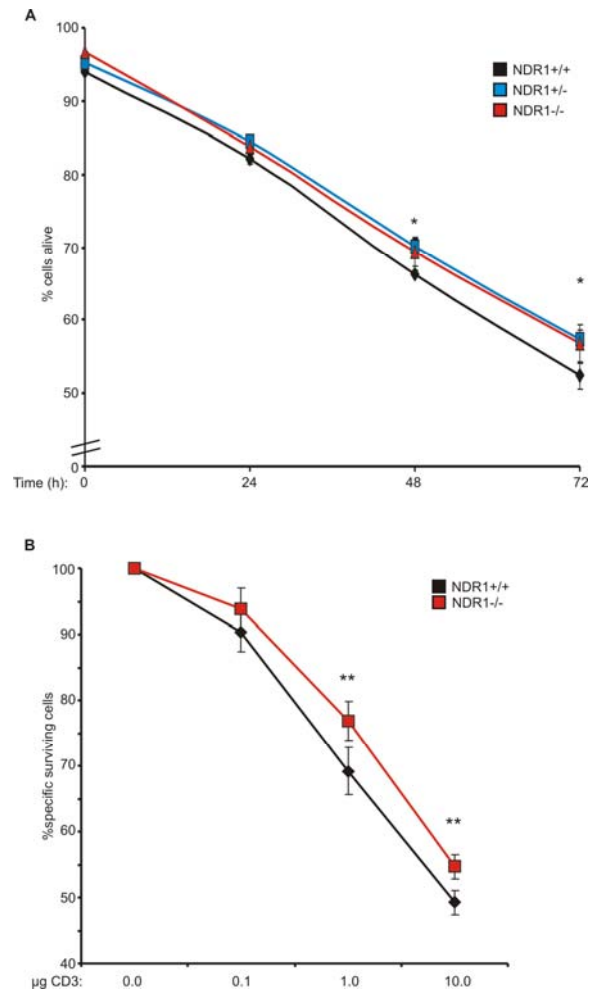 A
100
90
80
70
60
50
0
% cells alive
NDR1+/+
NDR1+/-
NDR1-/-
*
*
Time (h): 0 24 48 72
B
100
90
80
70
60
50
40
%specific surviving cells
NDR1+/+
NDR1-/-
**
**
µg CD3: 0.0 0.1 1.0 10.0